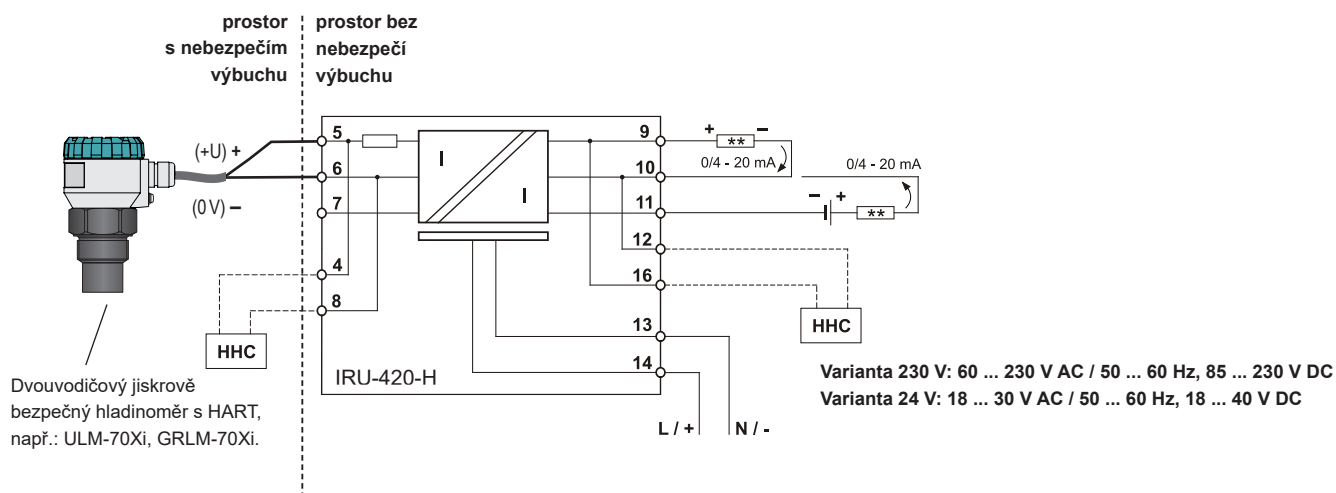 prostor
s nebezpečím
výbuchu
prostor bez
nebezpečí
výbuchu
(+U) +
(0 V) –
5
6
7
4
8
I
I
9
10
11
12
16
13
14
+ ** –
0/4 - 20 mA
0/4 - 20 mA
– +
**
HHC
HHC
IRU-420-H
L / +
N / -
Dvouvodičový jiskrově
bezpečný hladinoměr s HART,
např.: ULM-70Xi, GRLM-70Xi.
Varianta 230 V: 60 ... 230 V AC / 50 ... 60 Hz, 85 ... 230 V DC
Varianta 24 V: 18 ... 30 V AC / 50 ... 60 Hz, 18 ... 40 V DC